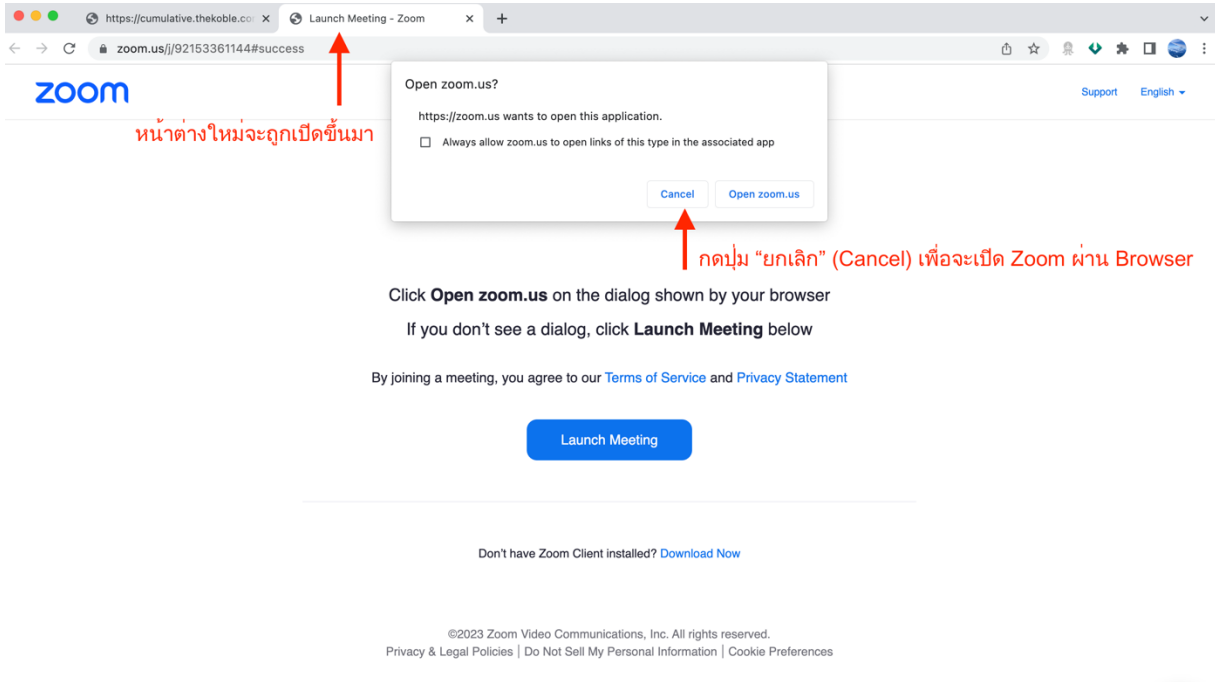 https://cumulative.thekoble.cor
Launch Meeting - Zoom
zoom.us/j/92153361144#success
zoom
Support
English
หน้าต่างใหม่จะถูกเปิดขึ้นมา
Open zoom.us?
https://zoom.us wants to open this application.
Always allow zoom.us to open links of this type in the associated app
Cancel
Open zoom.us
กดปุ่ม “ยกเลิก” (Cancel) เพื่อจะเปิด Zoom ผ่าน Browser
Click Open zoom.us on the dialog shown by your browser
If you don’t see a dialog, click Launch Meeting below
By joining a meeting, you agree to our Terms of Service and Privacy Statement
Launch Meeting
Don’t have Zoom Client installed? Download Now
©2023 Zoom Video Communications, Inc. All rights reserved.
Privacy & Legal Policies | Do Not Sell My Personal Information | Cookie Preferences